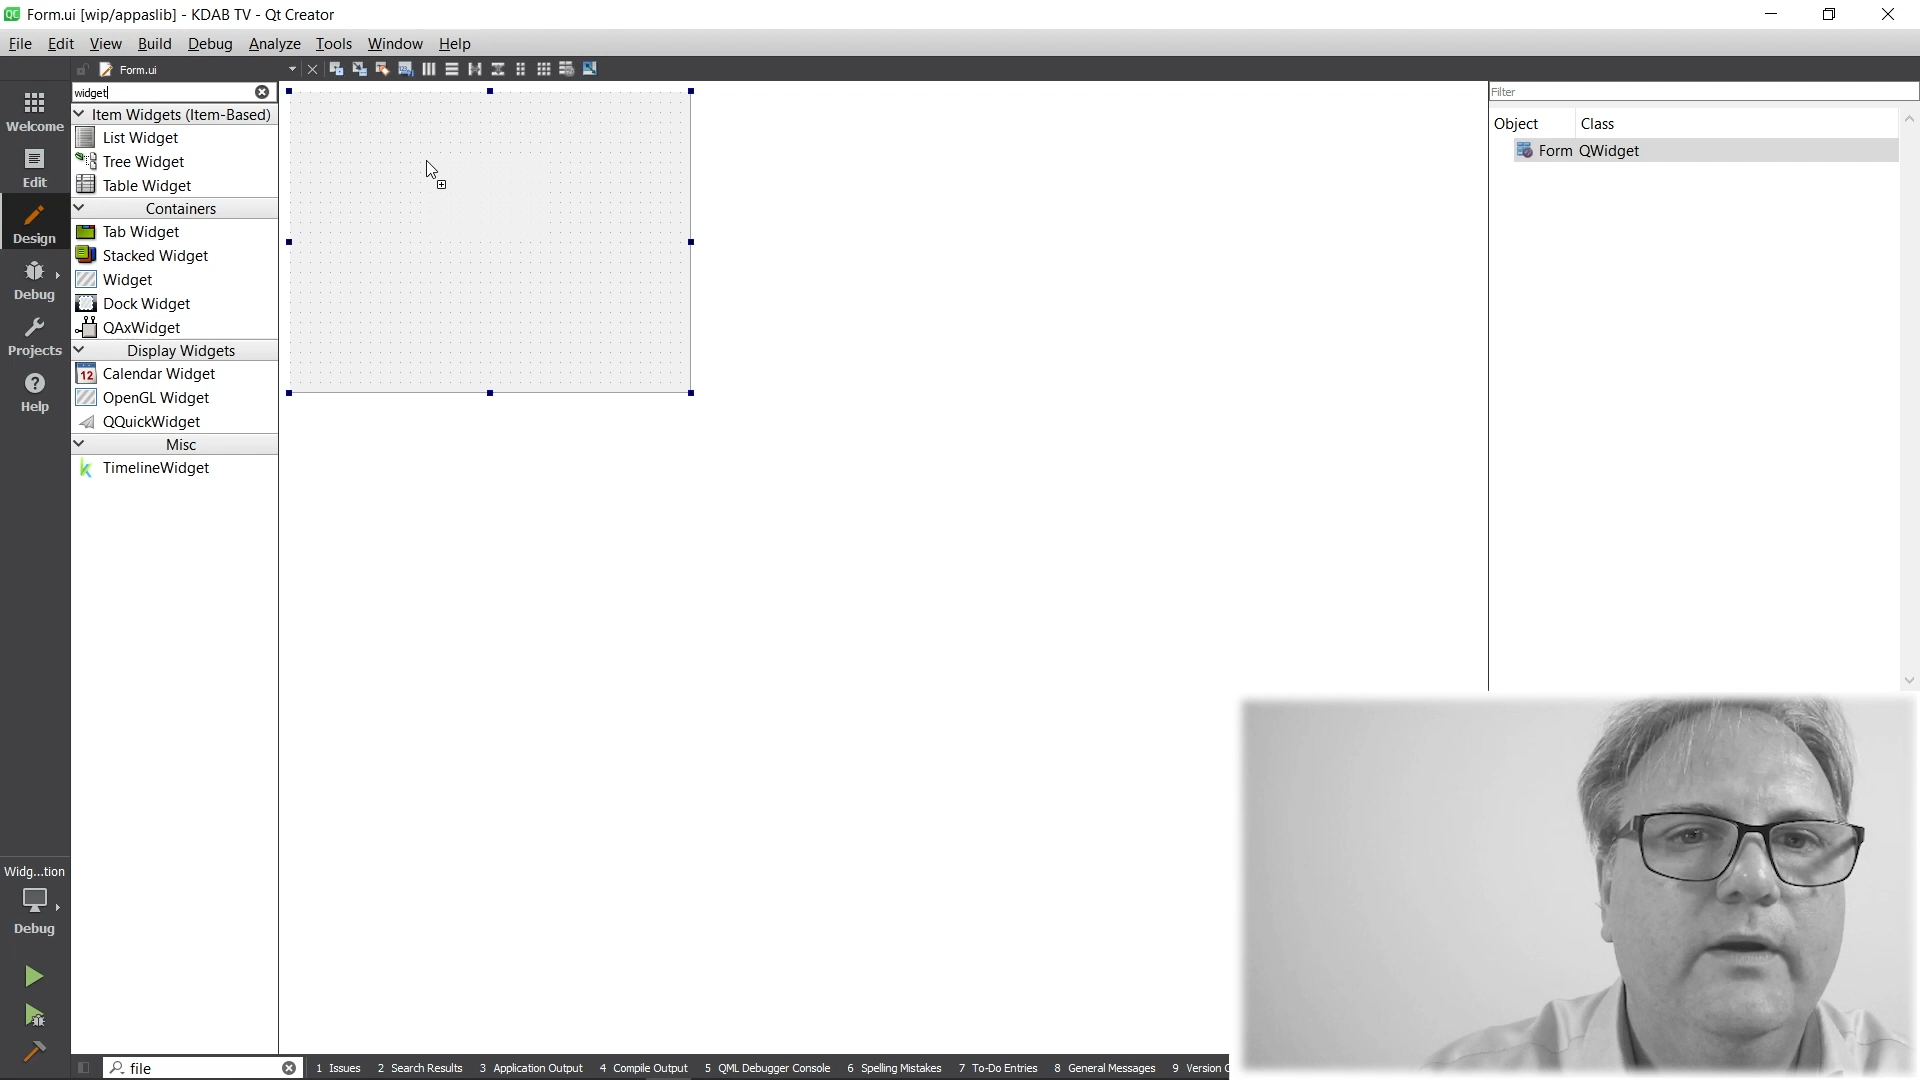 Form.ui [wip/appaslib] - KDAB TV - Qt Creator
File Edit View Build Debug Analyze Tools Window Help
Form.ui
widget
Filter
Item Widgets (Item-Based)
List Widget
Tree Widget
Table Widget
Containers
Tab Widget
Stacked Widget
Widget
Dock Widget
QAxWidget
Display Widgets
Calendar Widget
12
OpenGL Widget
QQuickWidget
Misc
TimelineWidget
Object Class
Form QWidget
Welcome
Edit
Design
Debug
Projects
Help
Widg...tion
Debug
file
1 Issues 2 Search Results 3 Application Output 4 Compile Output 5 QML Debugger Console 6 Spelling Mistakes 7 To-Do Entries 8 General Messages 9 Version C